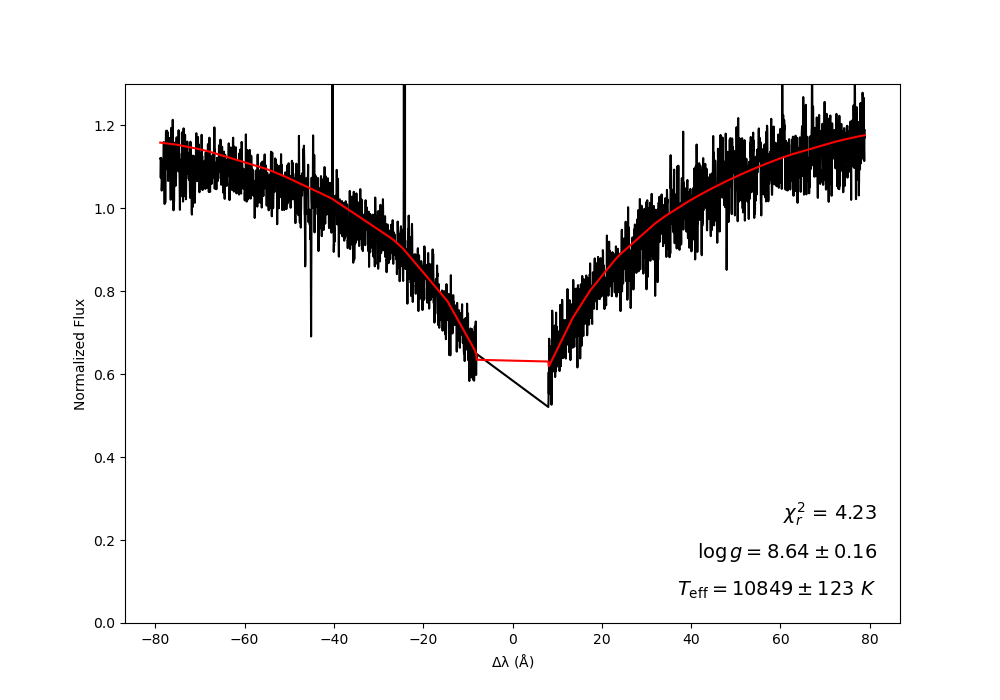 1.2
1.0
0.8
0.6
0.4
0.2
0.0
Normalized Flux
χ²ᵣ = 4.23
log g = 8.64 ± 0.16
T_eff = 10849 ± 123 K
−80 −60 −40 −20 0 20 40 60 80
Δλ (Å)